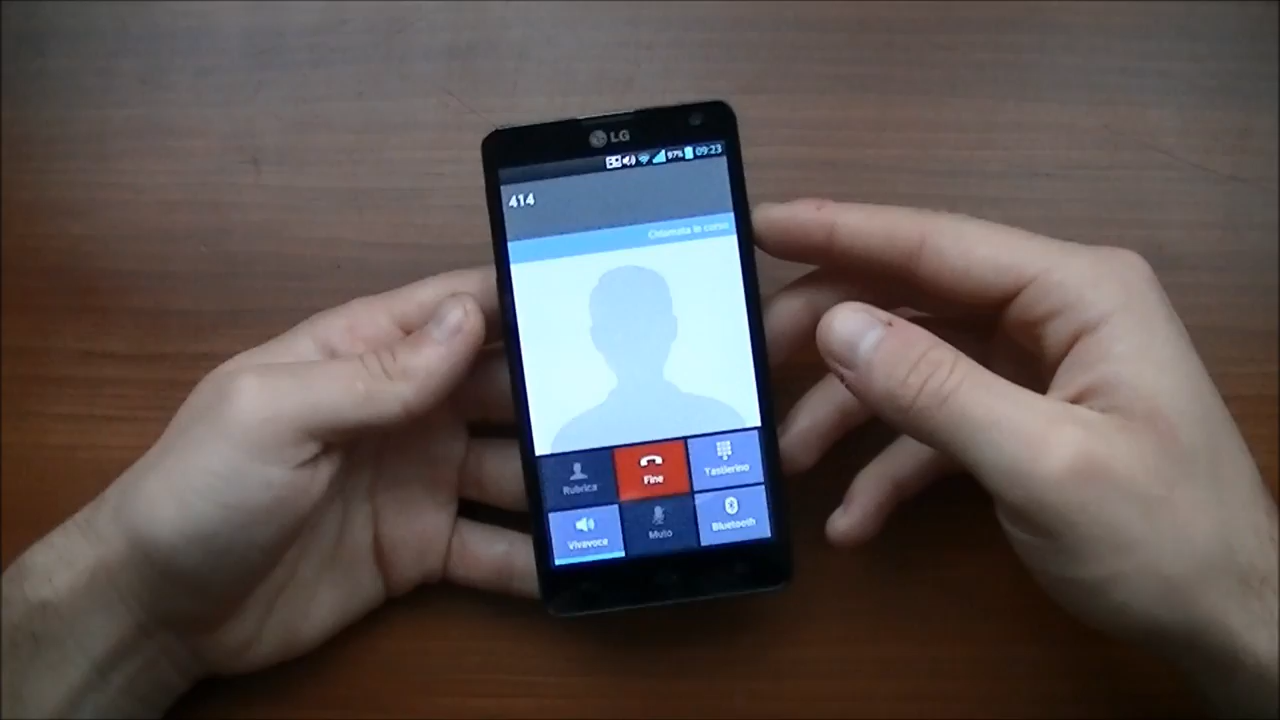 LG
97% 09:23
414
Chiamata in corso
Rubrica
Fine
Tastierino
Vivavoce
Muto
Bluetooth